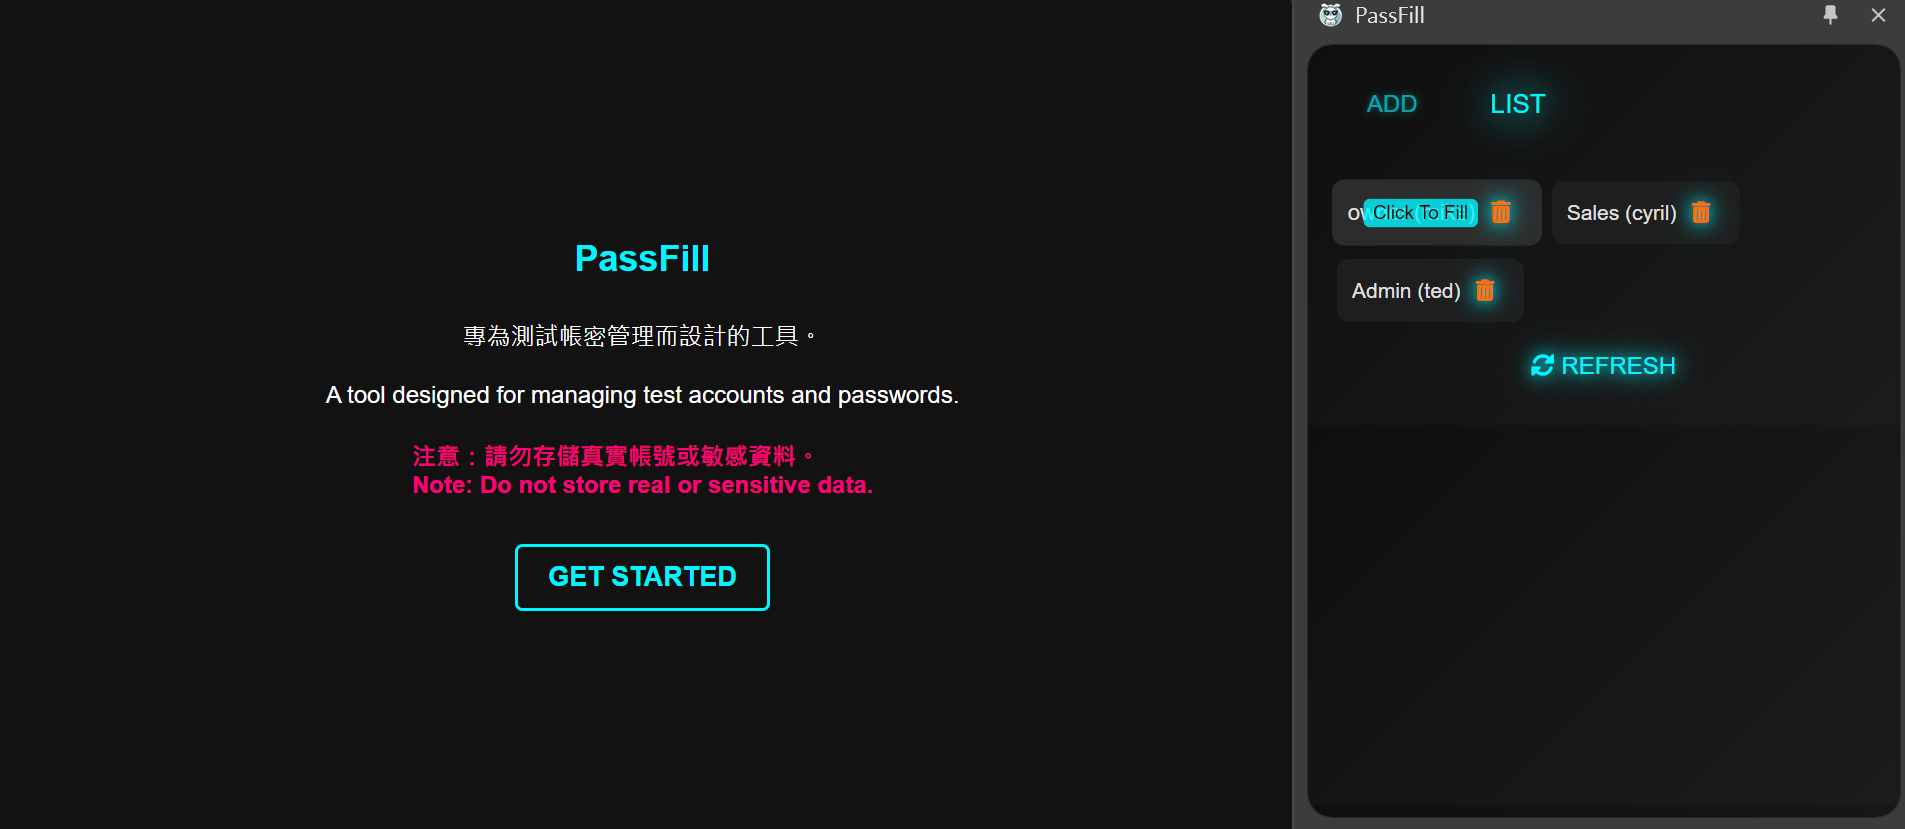 PassFill
專為測試帳密管理而設計的工具。
A tool designed for managing test accounts and passwords.
注意：請勿存儲真實帳號或敏感資料。
Note: Do not store real or sensitive data.
GET STARTED
PassFill
ADD LIST
Click To Fill
Sales (cyril)
Admin (ted)
REFRESH